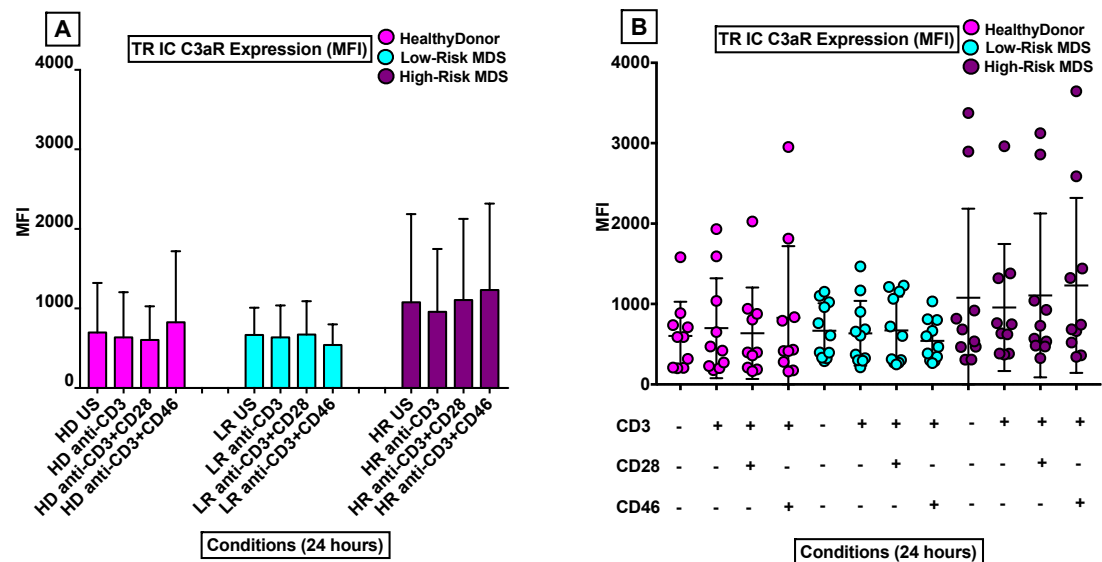 A
TR IC C3aR Expression (MFI)
HealthyDonor
Low-Risk MDS
High-Risk MDS
4000
3000
2000
1000
0
MFI
HD US
HD anti-CD3
HD anti-CD3+CD28
HD anti-CD3+CD46
LR US
LR anti-CD3
LR anti-CD3+CD28
LR anti-CD3+CD46
HR US
HR anti-CD3
HR anti-CD3+CD28
HR anti-CD3+CD46
Conditions (24 hours)
B
TR IC C3aR Expression (MFI)
HealthyDonor
Low-Risk MDS
High-Risk MDS
4000
3000
2000
1000
0
MFI
CD3 - + + + - + + + - + + +
CD28 - - + - - - + - - - + -
CD46 - - - + - - - + - - - +
Conditions (24 hours)